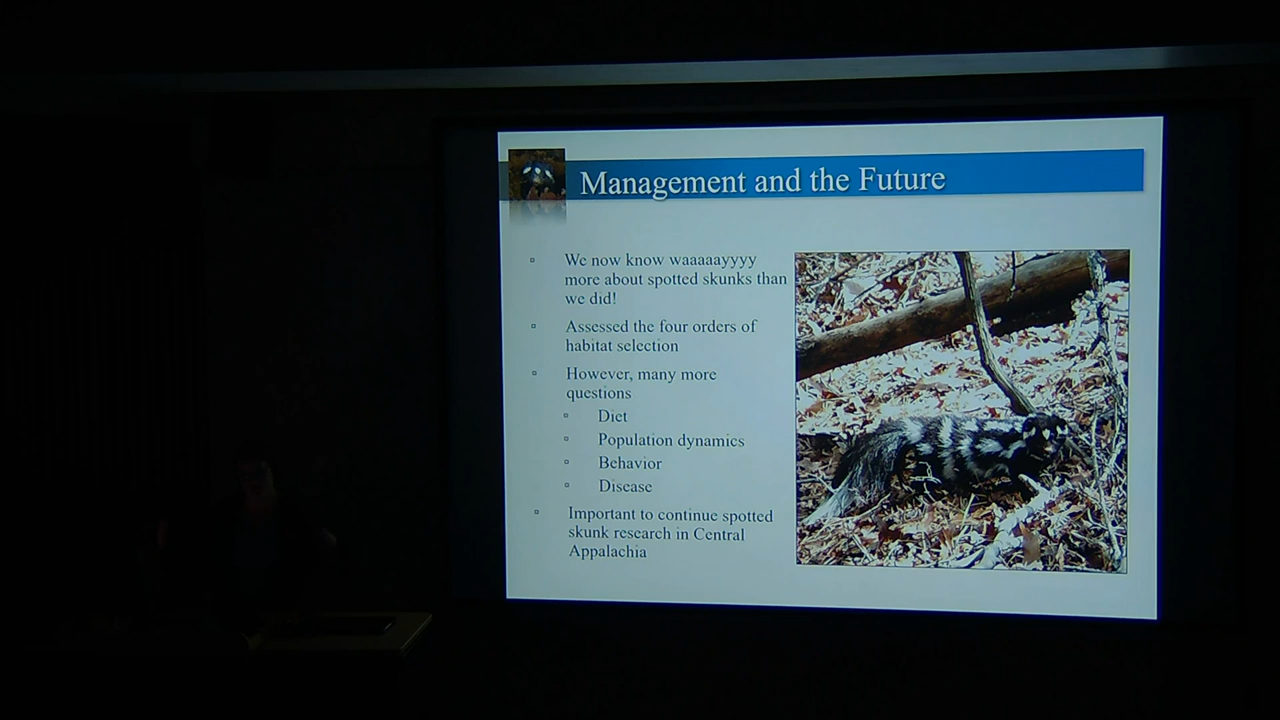 Management and the Future
We now know waaaaayyyy
more about spotted skunks than
we did!
Assessed the four orders of
habitat selection
However, many more
questions
Diet
Population dynamics
Behavior
Disease
Important to continue spotted
skunk research in Central
Appalachia